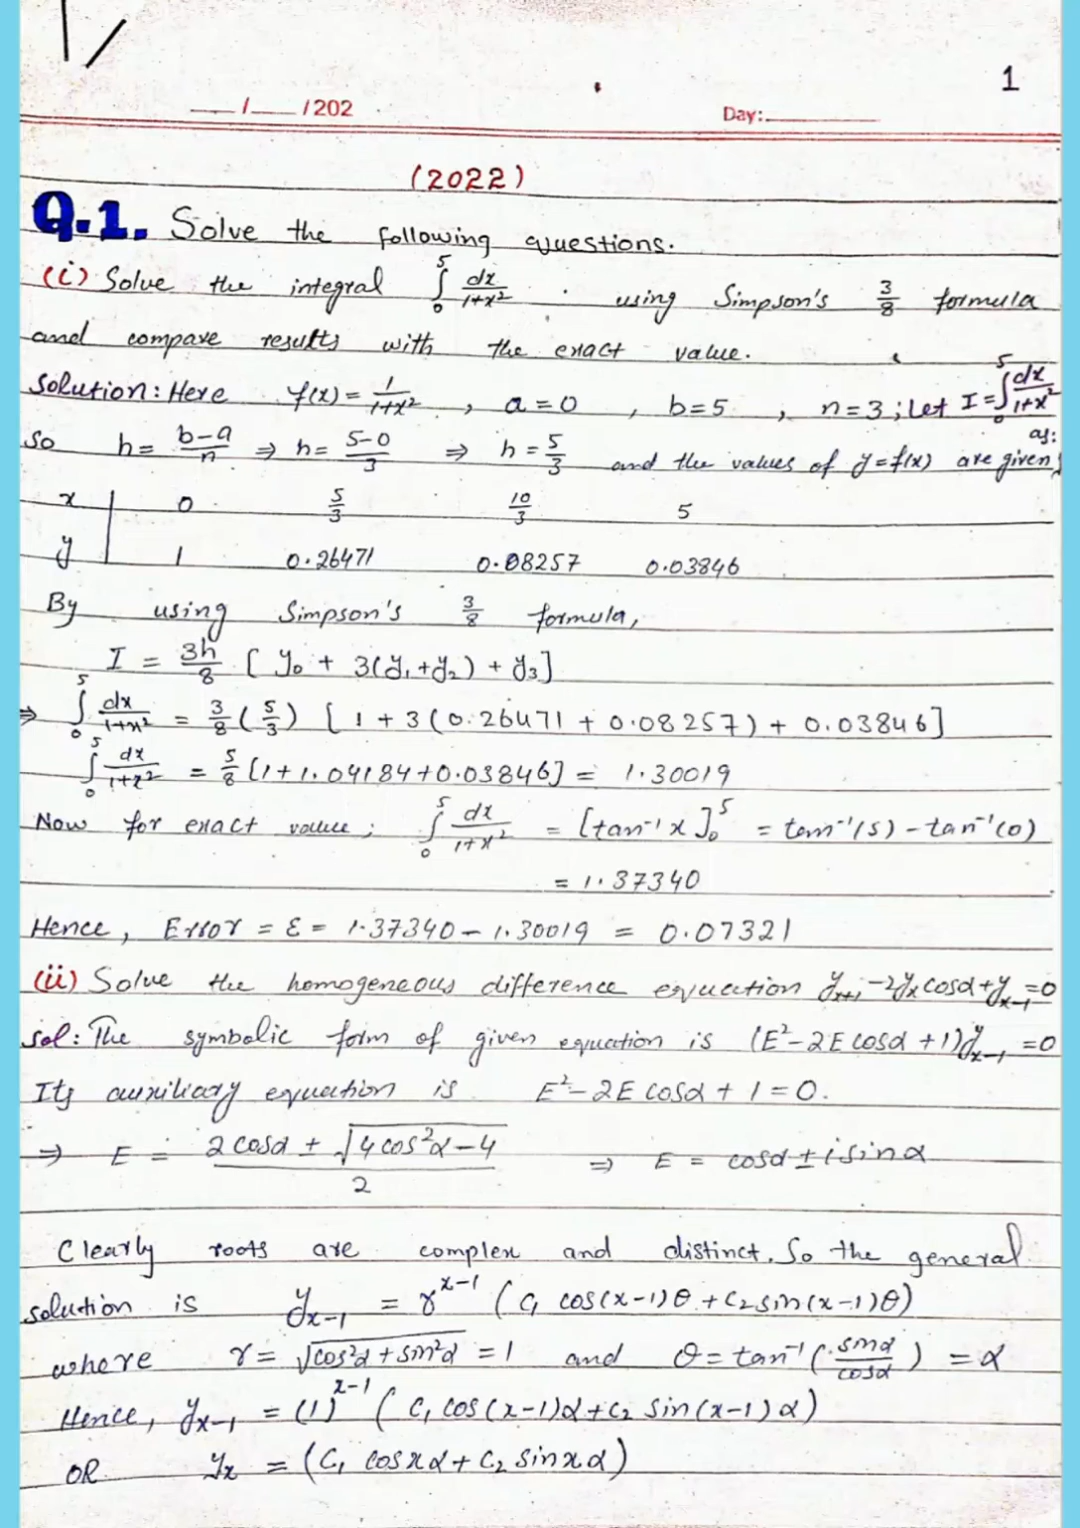 1
/ /202 Day:
(2022)
Q.1. Solve the following questions.
(i) Solve the integral ∫₀⁵ dx/(1+x²) . using Simpson's 3/8 formula
and compare results with the exact value.
Solution: Here f(x) = 1/(1+x²) , a=0 , b=5 , n=3 ; Let I = ∫₀⁵ dx/(1+x²)
So h = (b-a)/n ⇒ h = (5-0)/3 ⇒ h = 5/3 and the values of y=f(x) are given as:
x | 0 5/3 10/3 5
y | 1 0.26471 0.08257 0.03846
By using Simpson's 3/8 formula,
I = 3h/8 [ y₀ + 3(y₁+y₂) + y₃]
⇒ ∫₀⁵ dx/(1+x²) = 3/8 (5/3) [ 1 + 3(0.26471 + 0.08257) + 0.03846]
∫₀⁵ dx/(1+x²) = 5/8 [1+1.04184+0.03846] = 1.30019
Now for exact value ; ∫₀⁵ dx/(1+x²) = [tan⁻¹x]₀⁵ = tan⁻¹(5) - tan⁻¹(0)
= 1.37340
Hence, Error = ε = 1.37340 - 1.30019 = 0.07321
(ii) Solve the homogeneous difference equation yₓ₊₁-2yₓcosα+yₓ₋₁=0
Sol: The symbolic form of given equation is (E²-2E cosα +1)yₓ₋₁ =0
Its auxiliary equation is E²-2E cosα + 1=0.
⇒ E = (2cosα ± √(4cos²α-4))/2 ⇒ E = cosα ± i sinα
Clearly roots are complex and distinct. So the general
solution is yₓ₋₁ = r^(x-1) (c₁ cos(x-1)θ + c₂ sin(x-1)θ)
where r = √(cos²α + sin²α) = 1 and θ = tan⁻¹(sinα/cosα) = α
Hence, yₓ₋₁ = (1)^(x-1) ( c₁ cos(x-1)α + c₂ sin(x-1)α)
OR yₓ = (c₁ cosxα + c₂ sinxα)